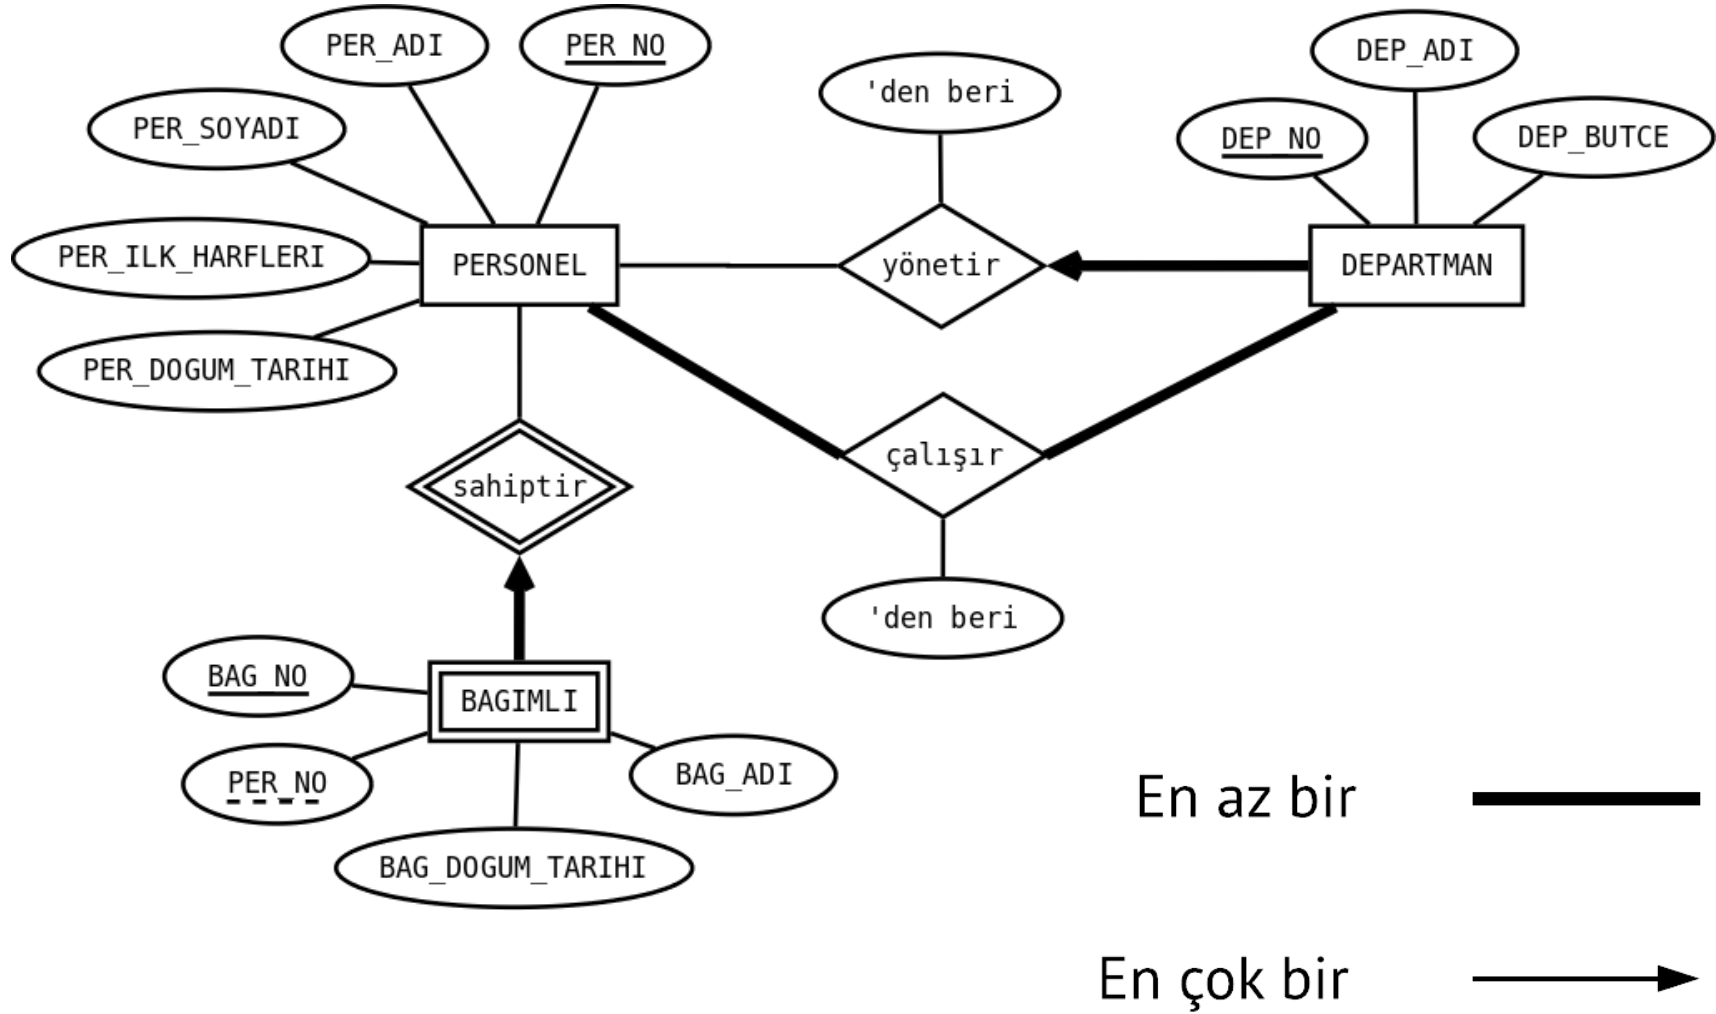 PER_ADI
PER_NO
PER_SOYADI
PER_ILK_HARFLERI
PER_DOGUM_TARIHI
PERSONEL
'den beri
yönetir
DEP_ADI
DEP_NO
DEP_BUTCE
DEPARTMAN
sahiptir
çalışır
'den beri
BAG_NO
BAGIMLI
PER_NO
BAG_ADI
BAG_DOGUM_TARIHI
En az bir
En çok bir